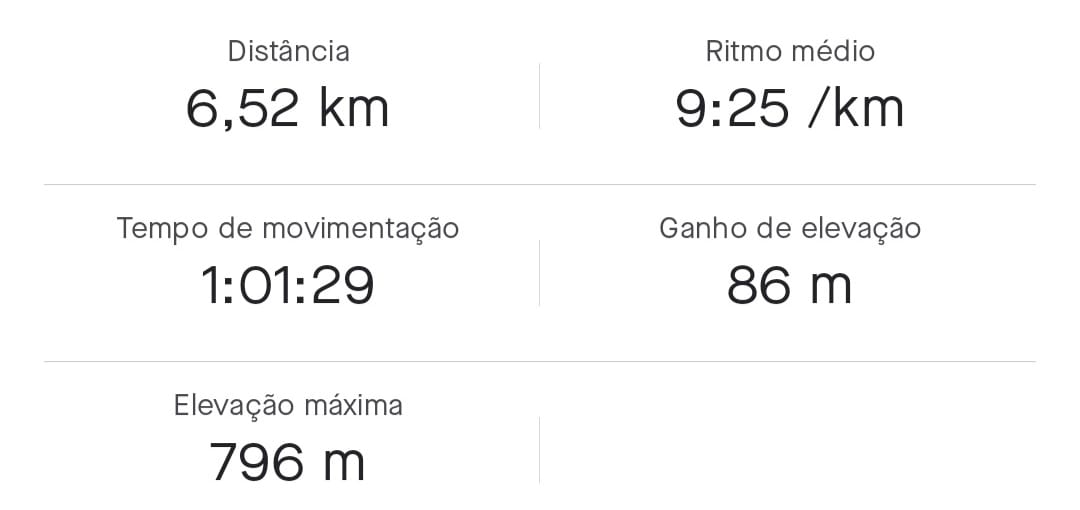 Distância
6,52 km
Ritmo médio
9:25 /km
Tempo de movimentação
1:01:29
Ganho de elevação
86 m
Elevação máxima
796 m